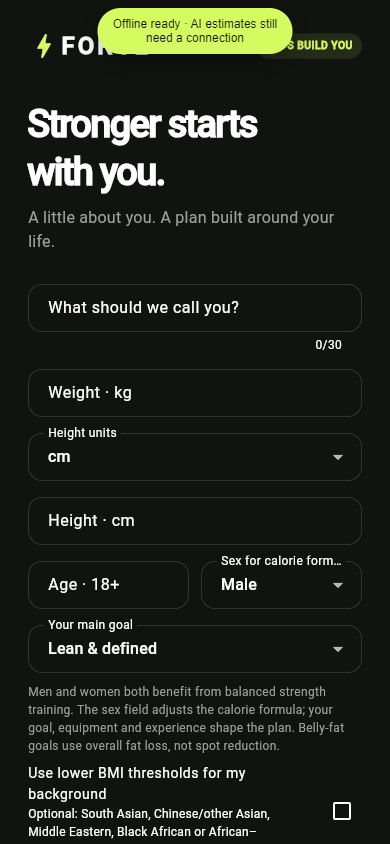 Offline ready · AI estimates still
need a connection
BUILD YOU
Stronger starts
with you.
A little about you. A plan built around your
life.
What should we call you?
0/30
Weight · kg
Height units
cm
Height · cm
Age · 18+
Sex for calorie form…
Male
Your main goal
Lean & defined
Men and women both benefit from balanced strength
training. The sex field adjusts the calorie formula; your
goal, equipment and experience shape the plan. Belly-fat
goals use overall fat loss, not spot reduction.
Use lower BMI thresholds for my
background
Optional: South Asian, Chinese/other Asian,
Middle Eastern, Black African or African–